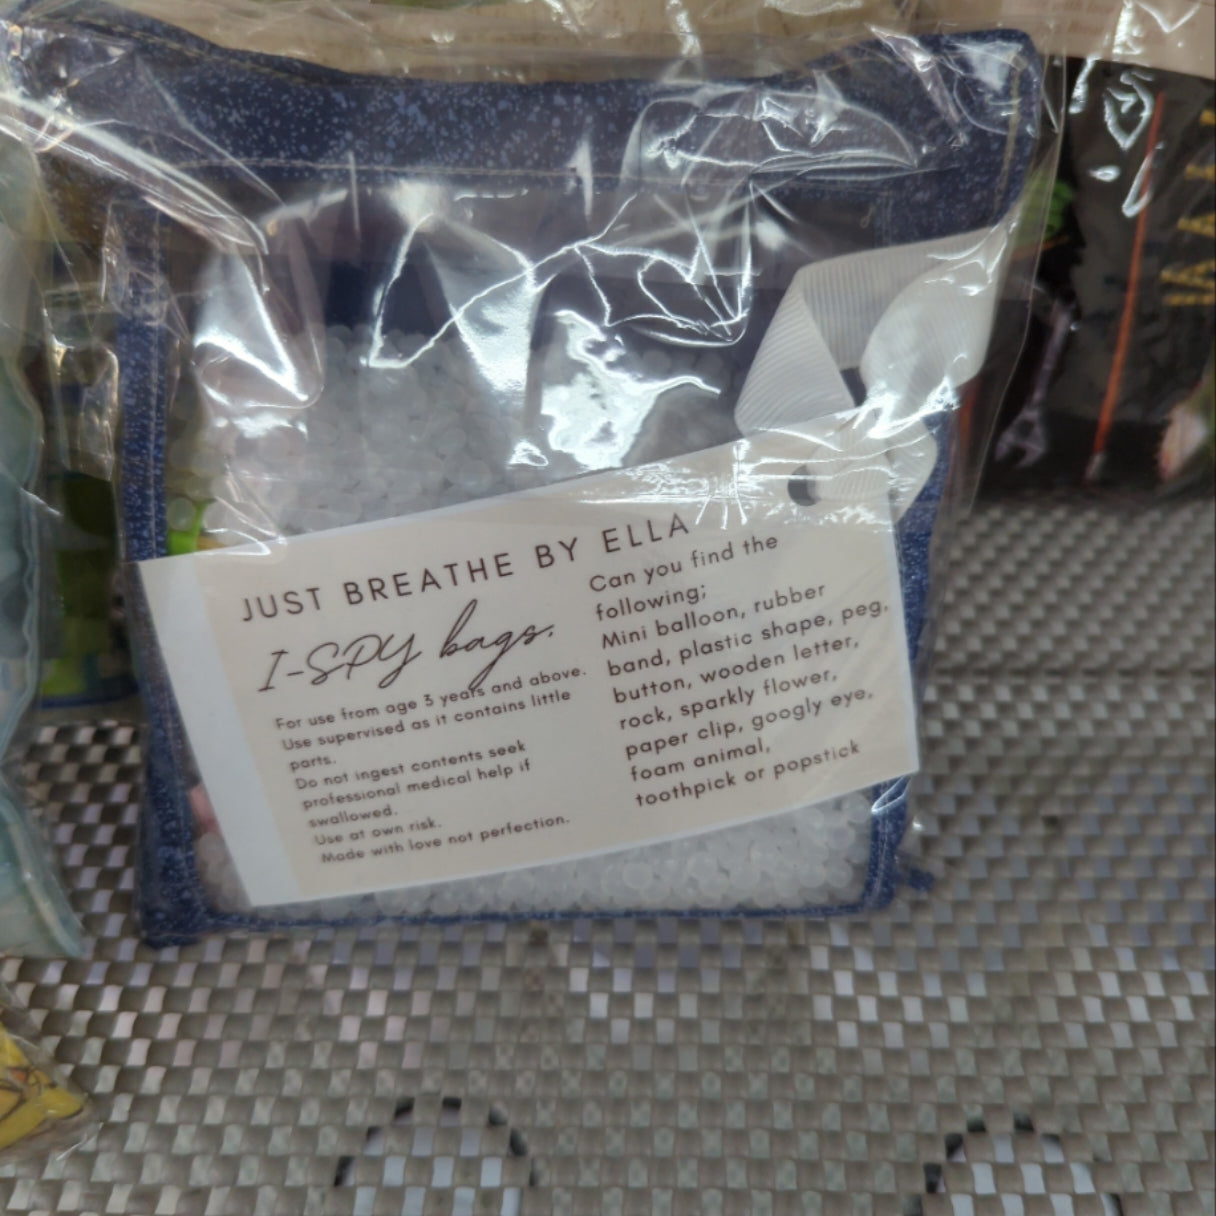 JUST BREATHE BY ELLA
I-SPY bags.
For use from age 3 years and above.
Use supervised as it contains little
parts.
Do not ingest contents seek
professional medical help if
swallowed.
Use at own risk.
Made with love not perfection.
Can you find the
following;
Mini balloon, rubber
band, plastic shape, peg,
button, wooden letter,
rock, sparkly flower,
paper clip, googly eye,
foam animal,
toothpick or popstick